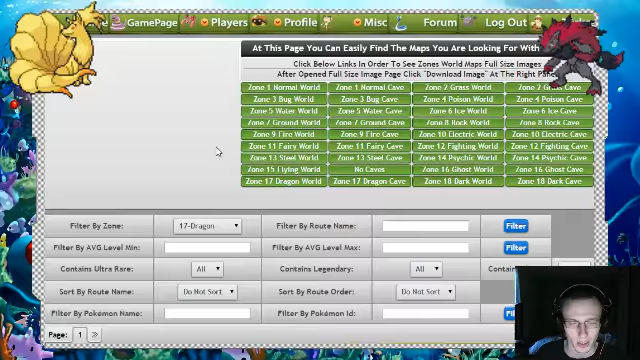 GamePage Players Profile Misc Forum Log Out
At This Page You Can Easily Find The Maps You Are Looking For With
Click Below Links In Order To See Zones World Maps Full Size Images
After Opened Full Size Image Page Click "Download Image" At The Right Panel
Zone 1 Normal World Zone 1 Normal Cave Zone 2 Grass World Zone 2 Grass Cave
Zone 3 Bug World Zone 3 Bug Cave Zone 4 Poison World Zone 4 Poison Cave
Zone 5 Water World Zone 5 Water Cave Zone 6 Ice World Zone 6 Ice Cave
Zone 7 Ground World Zone 7 Ground Cave Zone 8 Rock World Zone 8 Rock Cave
Zone 9 Fire World Zone 9 Fire Cave Zone 10 Electric World Zone 10 Electric Cave
Zone 11 Fairy World Zone 11 Fairy Cave Zone 12 Fighting World Zone 12 Fighting Cave
Zone 13 Steel World Zone 13 Steel Cave Zone 14 Psychic World Zone 14 Psychic Cave
Zone 15 Flying World No Caves Zone 16 Ghost World Zone 16 Ghost Cave
Zone 17 Dragon World Zone 17 Dragon Cave Zone 18 Dark World Zone 18 Dark Cave
Filter By Zone: 17-Dragon Filter By Route Name: Filter
Filter By AVG Level Min Filter By AVG Level Max: Filter
Contains Ultra Rare All Contains Legendary All
Sort By Route Name: Do Not Sort Sort By Route Order: Do Not Sort
Filter By Pokémon Name: Filter By Pokémon Id:
Page: 1 >>